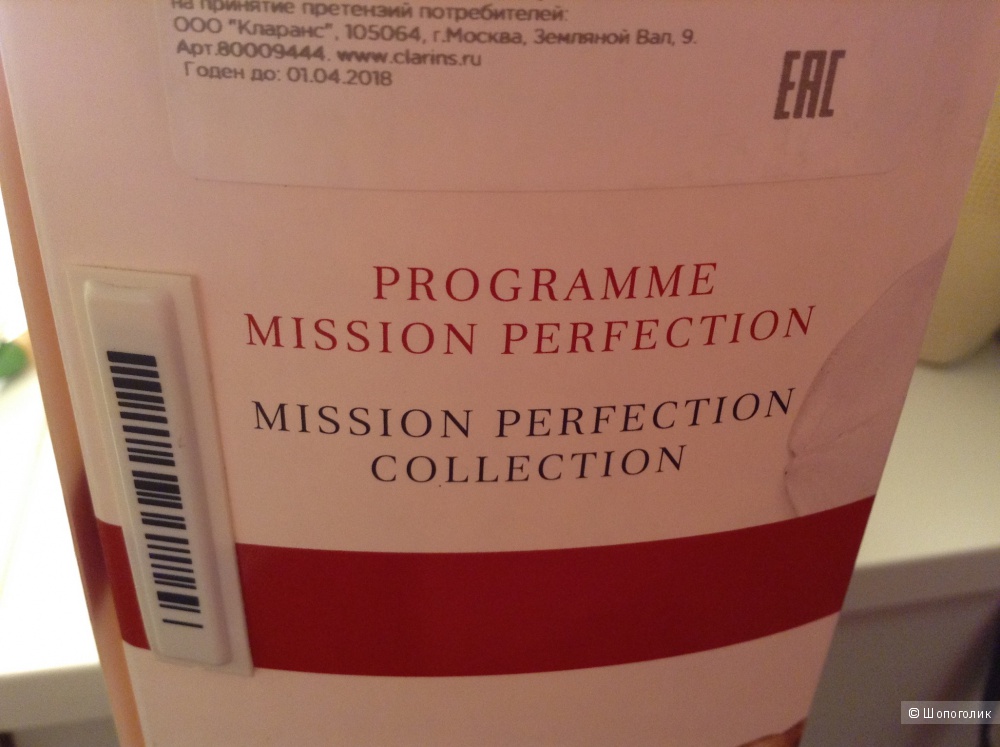 на принятие претензий потребителей:
ООО "Кларанс", 105064, г.Москва, Земляной Вал, 9.
Арт.80009444. www.clarins.ru
Годен до: 01.04.2018
EAC
PROGRAMME
MISSION PERFECTION
MISSION PERFECTION
COLLECTION
© Шопоголик